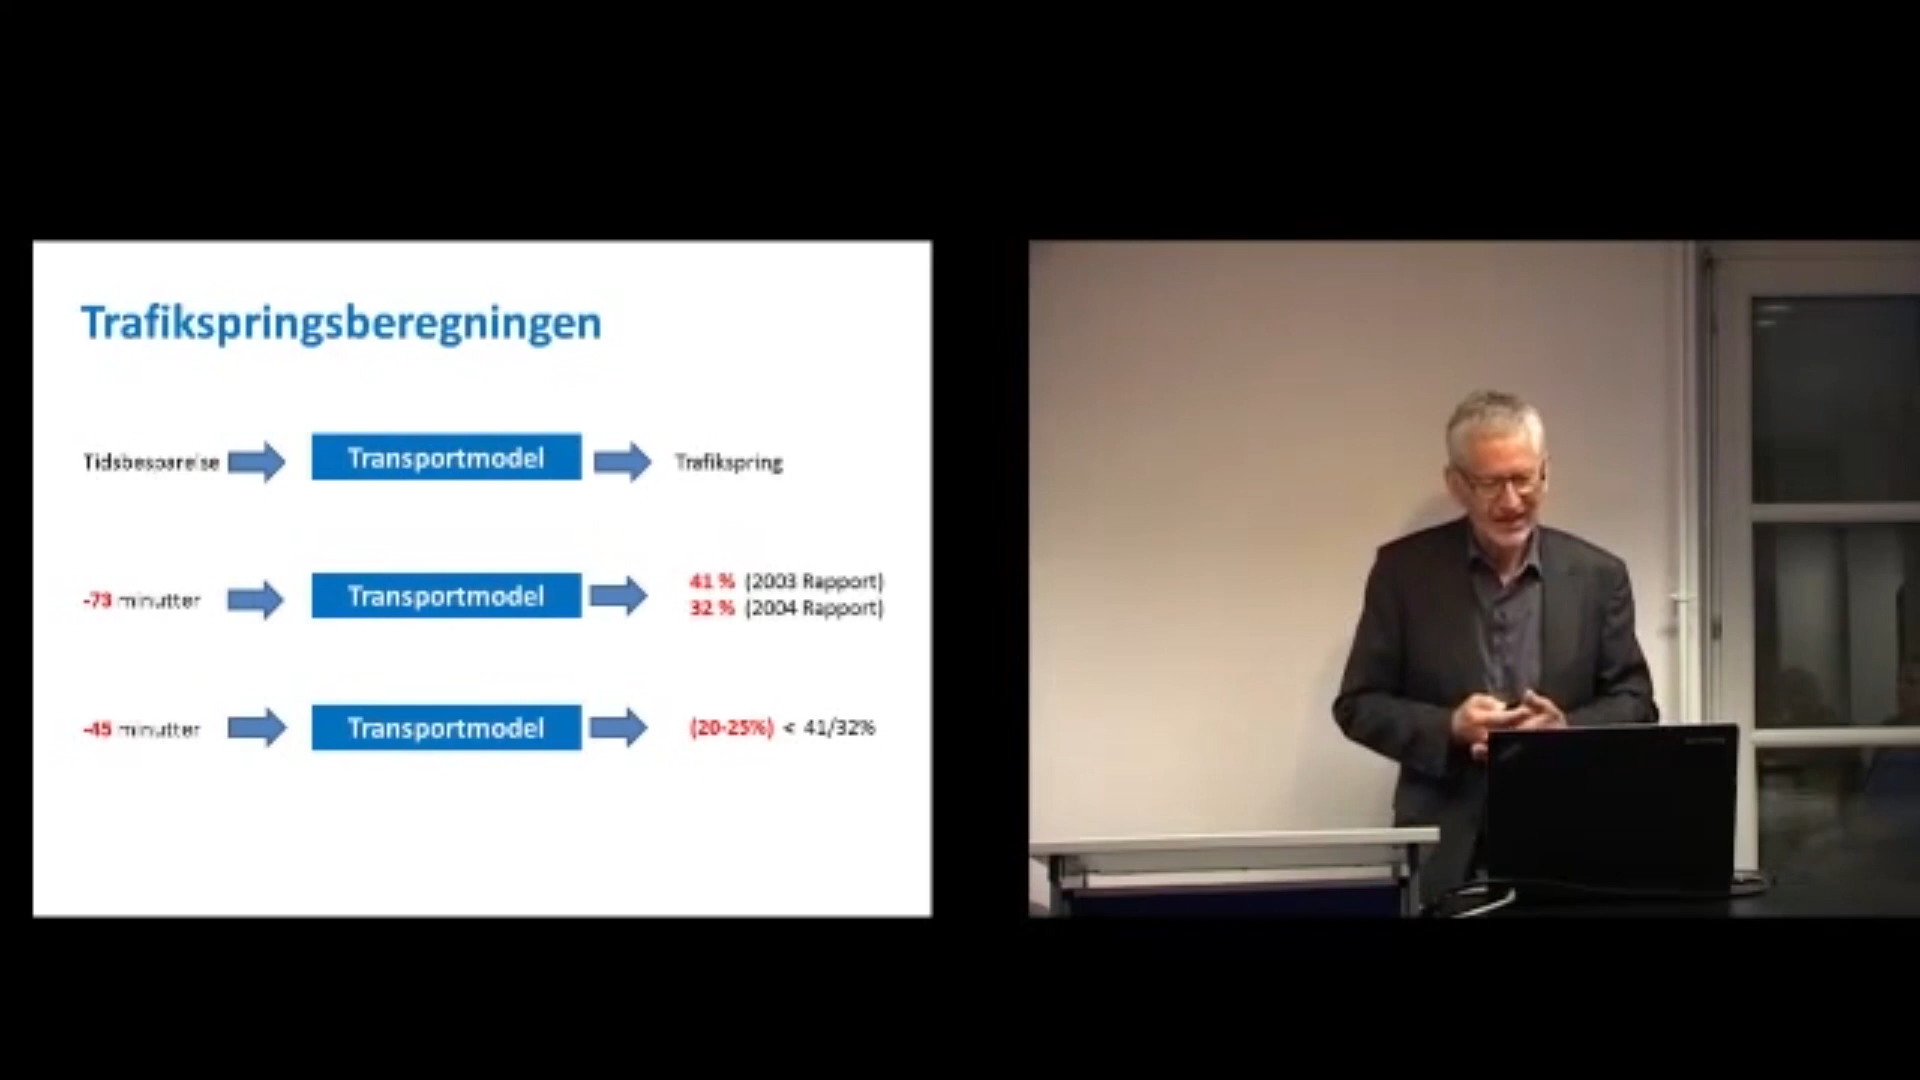 Trafikspringsberegningen
Tidsbesparelse Transportmodel Trafikspring
-73 minutter Transportmodel 41 % (2003 Rapport)
32 % (2004 Rapport)
-45 minutter Transportmodel (20-25%) < 41/32%